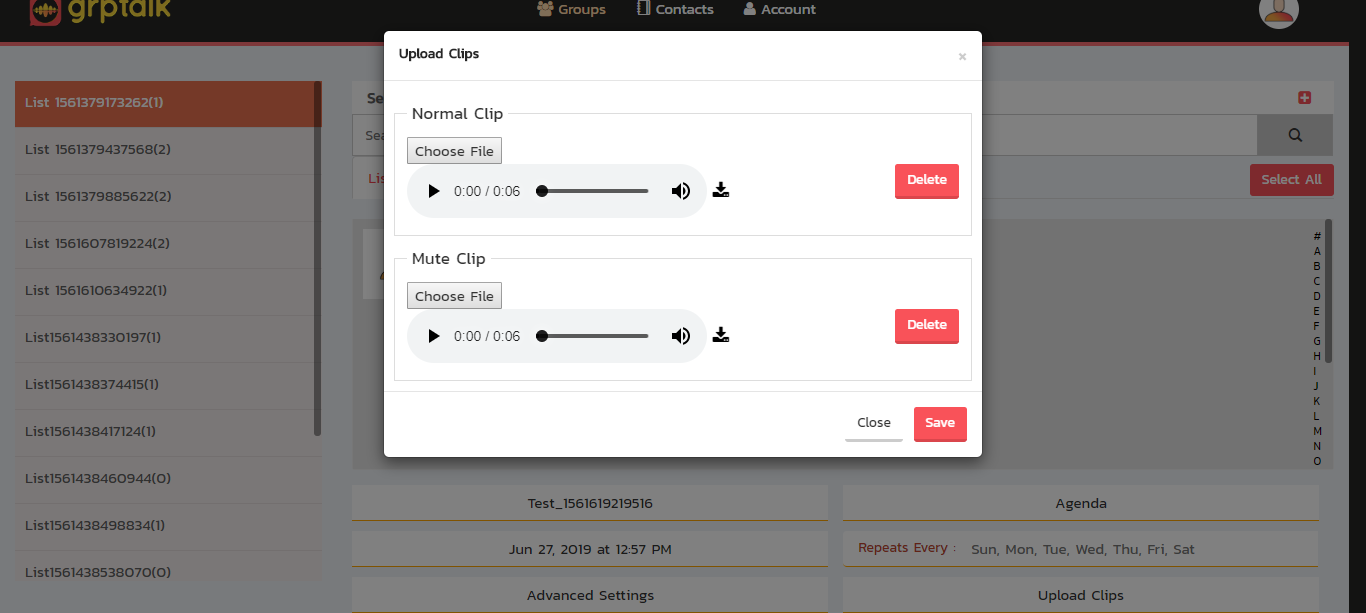 grptalk
Groups
Contacts
Account
Upload Clips
×
List 1561379173262(1)
List 1561379437568(2)
List 1561379885622(2)
List 1561607819224(2)
List 1561610634922(1)
List1561438330197(1)
List1561438374415(1)
List1561438417124(1)
List1561438460944(0)
List1561438498834(1)
List1561438538070(0)
Normal Clip
Choose File
0:00 / 0:06
Delete
Mute Clip
Choose File
0:00 / 0:06
Delete
Close
Save
Select All
#
A
B
C
D
E
F
G
H
I
J
K
L
M
N
O
Test_1561619219516
Agenda
Jun 27, 2019 at 12:57 PM
Repeats Every : Sun, Mon, Tue, Wed, Thu, Fri, Sat
Advanced Settings
Upload Clips